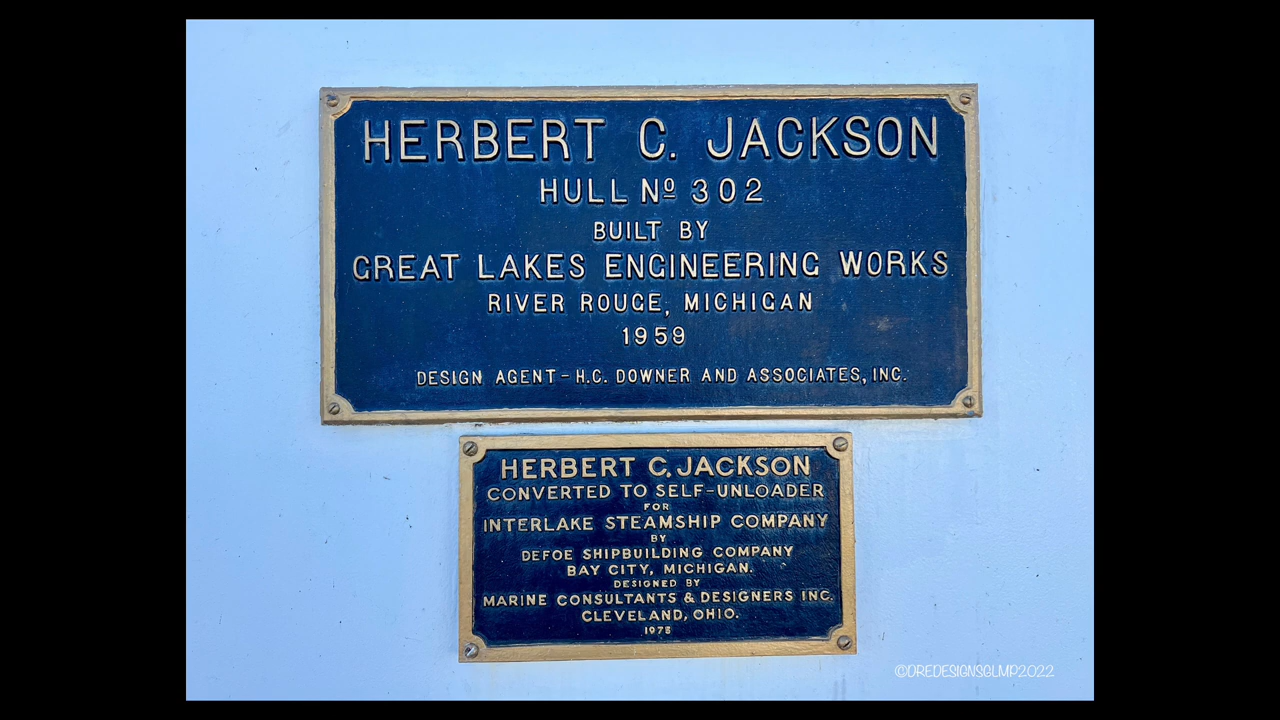 HERBERT C. JACKSON
HULL Nº 302
BUILT BY
GREAT LAKES ENGINEERING WORKS
RIVER ROUGE, MICHIGAN
1959
DESIGN AGENT – H.C. DOWNER AND ASSOCIATES, INC.
HERBERT C. JACKSON
CONVERTED TO SELF-UNLOADER
FOR
INTERLAKE STEAMSHIP COMPANY
BY
DEFOE SHIPBUILDING COMPANY
BAY CITY, MICHIGAN.
DESIGNED BY
MARINE CONSULTANTS & DESIGNERS INC.
CLEVELAND, OHIO.
1975
©DREDESIGNSGLMP2022